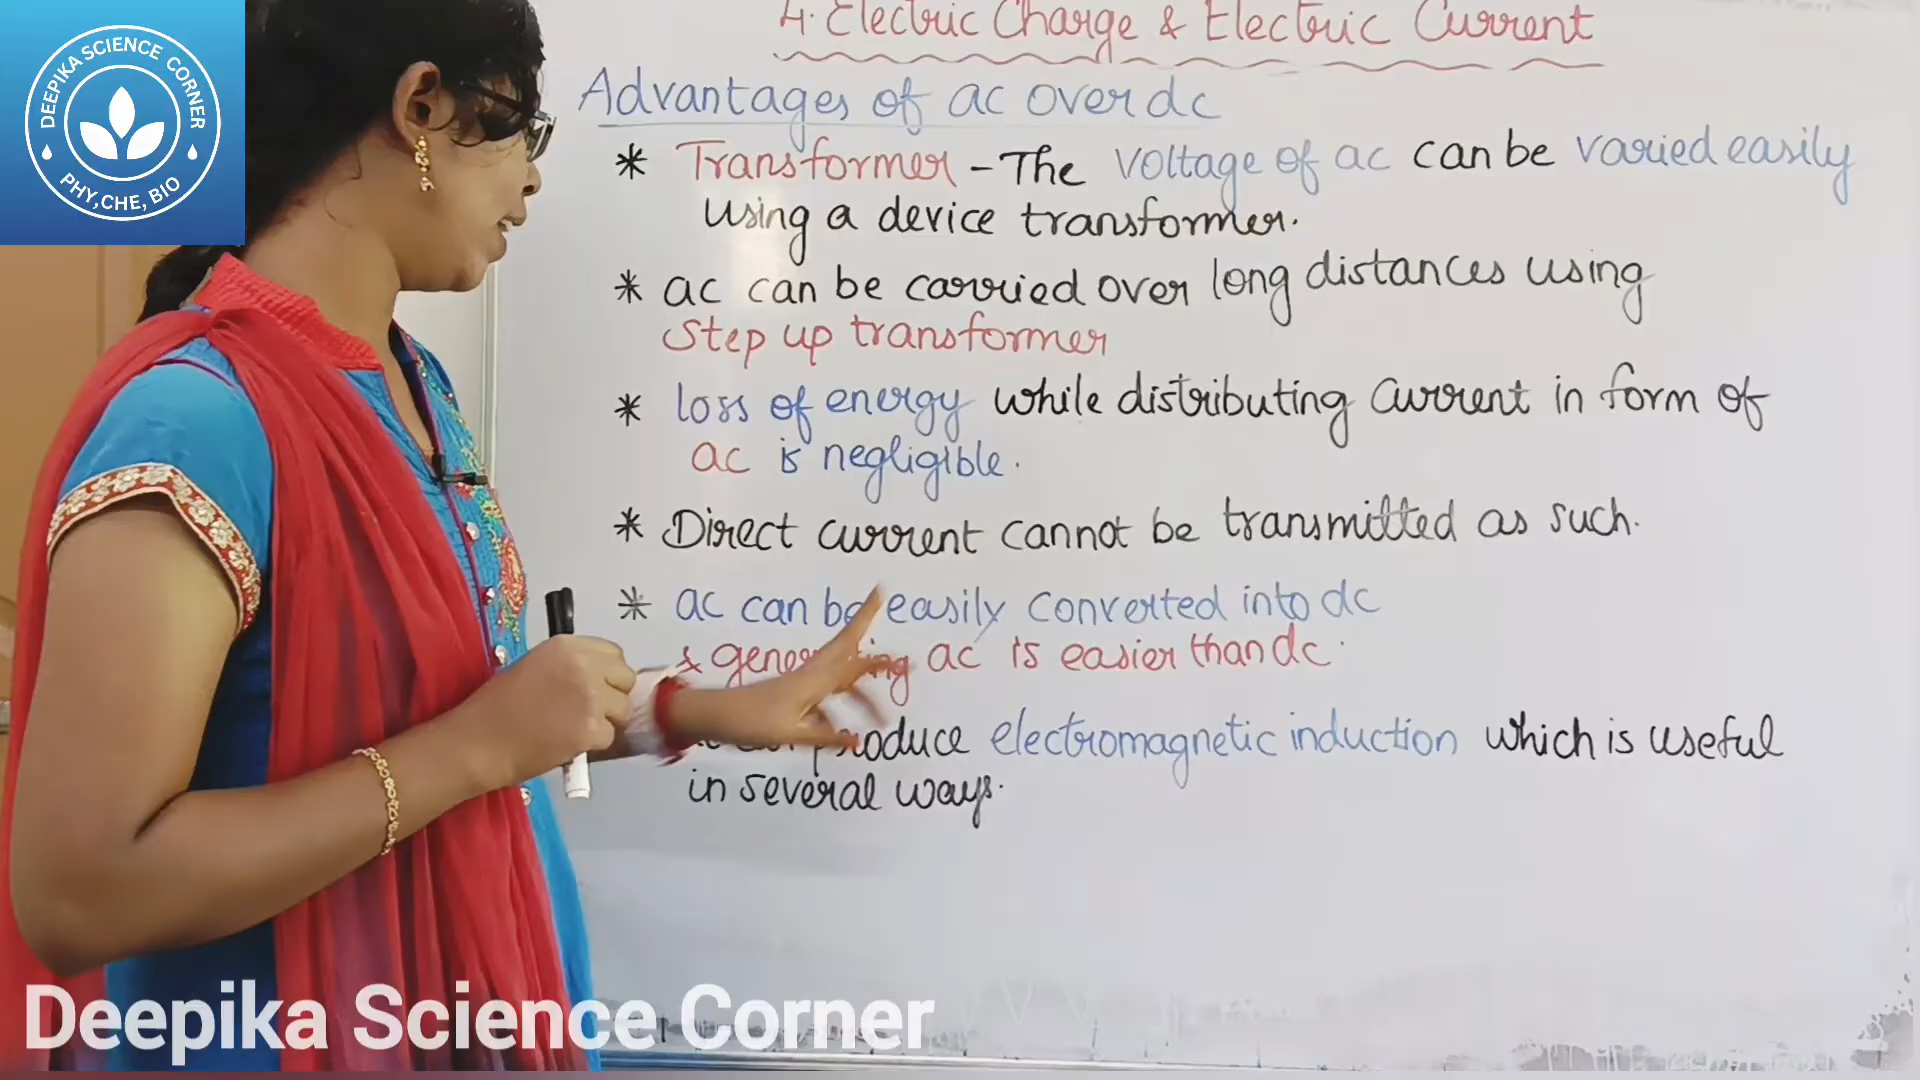 DEEPIKA SCIENCE CORNER
PHY,CHE, BIO
4. Electric Charge & Electric Current
Advantages of ac over dc
* Transformer - The voltage of ac can be varied easily
using a device transformer.
* ac can be carried over long distances using
Step up transformer
* loss of energy while distributing current in form of
ac is negligible.
* Direct current cannot be transmitted as such.
* ac can be easily converted into dc
& generating ac is easier than dc.
produce electromagnetic induction which is useful
in several ways.
Deepika Science Corner